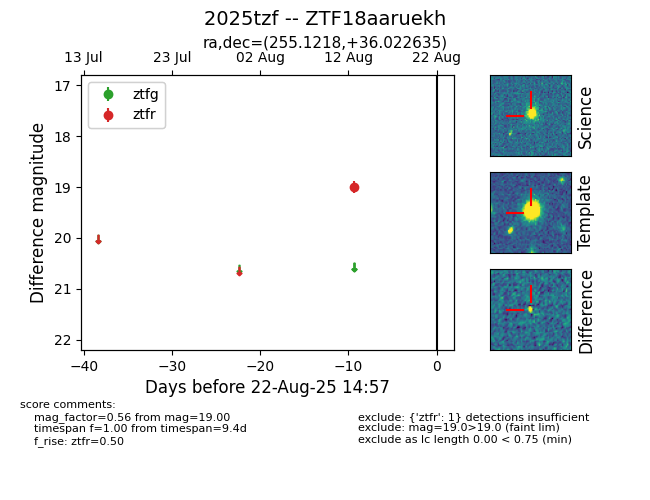 2025tzf -- ZTF18aaruekh
ra,dec=(255.1218,+36.022635)
13 Jul 23 Jul 02 Aug 12 Aug 22 Aug
ztfg
ztfr
17
18
19
20
21
22
Difference magnitude
−40 −30 −20 −10 0
Days before 22-Aug-25 14:57
Science
Template
Difference
score comments:
mag_factor=0.56 from mag=19.00
timespan f=1.00 from timespan=9.4d
f_rise: ztfr=0.50
exclude: {'ztfr': 1} detections insufficient
exclude: mag=19.0>19.0 (faint lim)
exclude as lc length 0.00 < 0.75 (min)